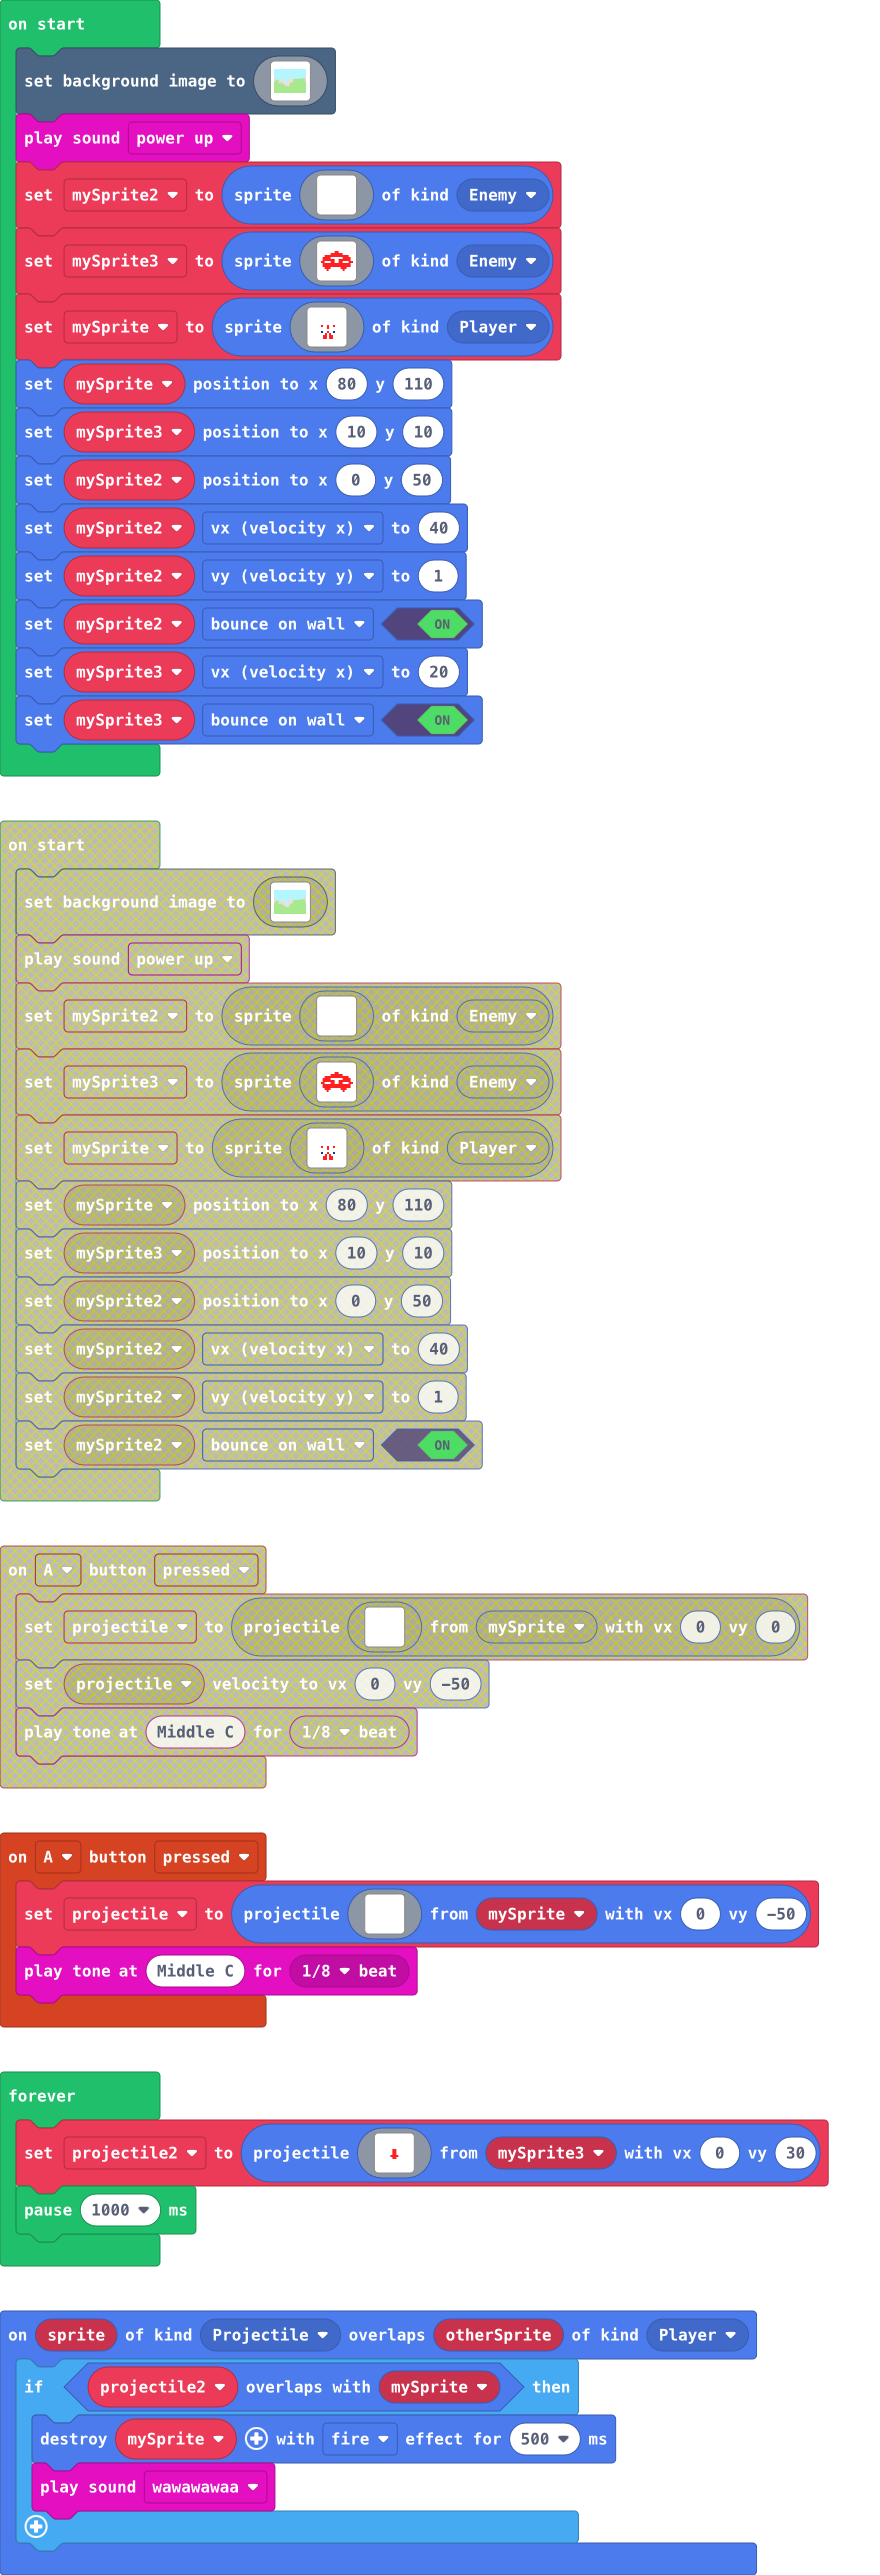 on start
set background image to
play sound power up
set mySprite2 to sprite of kind Enemy
set mySprite3 to sprite of kind Enemy
set mySprite to sprite of kind Player
set mySprite position to x 80 y 110
set mySprite3 position to x 10 y 10
set mySprite2 position to x 0 y 50
set mySprite2 vx (velocity x) to 40
set mySprite2 vy (velocity y) to 1
set mySprite2 bounce on wall ON
set mySprite3 vx (velocity x) to 20
set mySprite3 bounce on wall ON
on start
set background image to
play sound power up
set mySprite2 to sprite of kind Enemy
set mySprite3 to sprite of kind Enemy
set mySprite to sprite of kind Player
set mySprite position to x 80 y 110
set mySprite3 position to x 10 y 10
set mySprite2 position to x 0 y 50
set mySprite2 vx (velocity x) to 40
set mySprite2 vy (velocity y) to 1
set mySprite2 bounce on wall ON
on A button pressed
set projectile to projectile from mySprite with vx 0 vy 0
set projectile velocity to vx 0 vy -50
play tone at Middle C for 1/8 beat
on A button pressed
set projectile to projectile from mySprite with vx 0 vy -50
play tone at Middle C for 1/8 beat
forever
set projectile2 to projectile from mySprite3 with vx 0 vy 30
pause 1000 ms
on sprite of kind Projectile overlaps otherSprite of kind Player
if projectile2 overlaps with mySprite then
destroy mySprite with fire effect for 500 ms
play sound wawawawaa